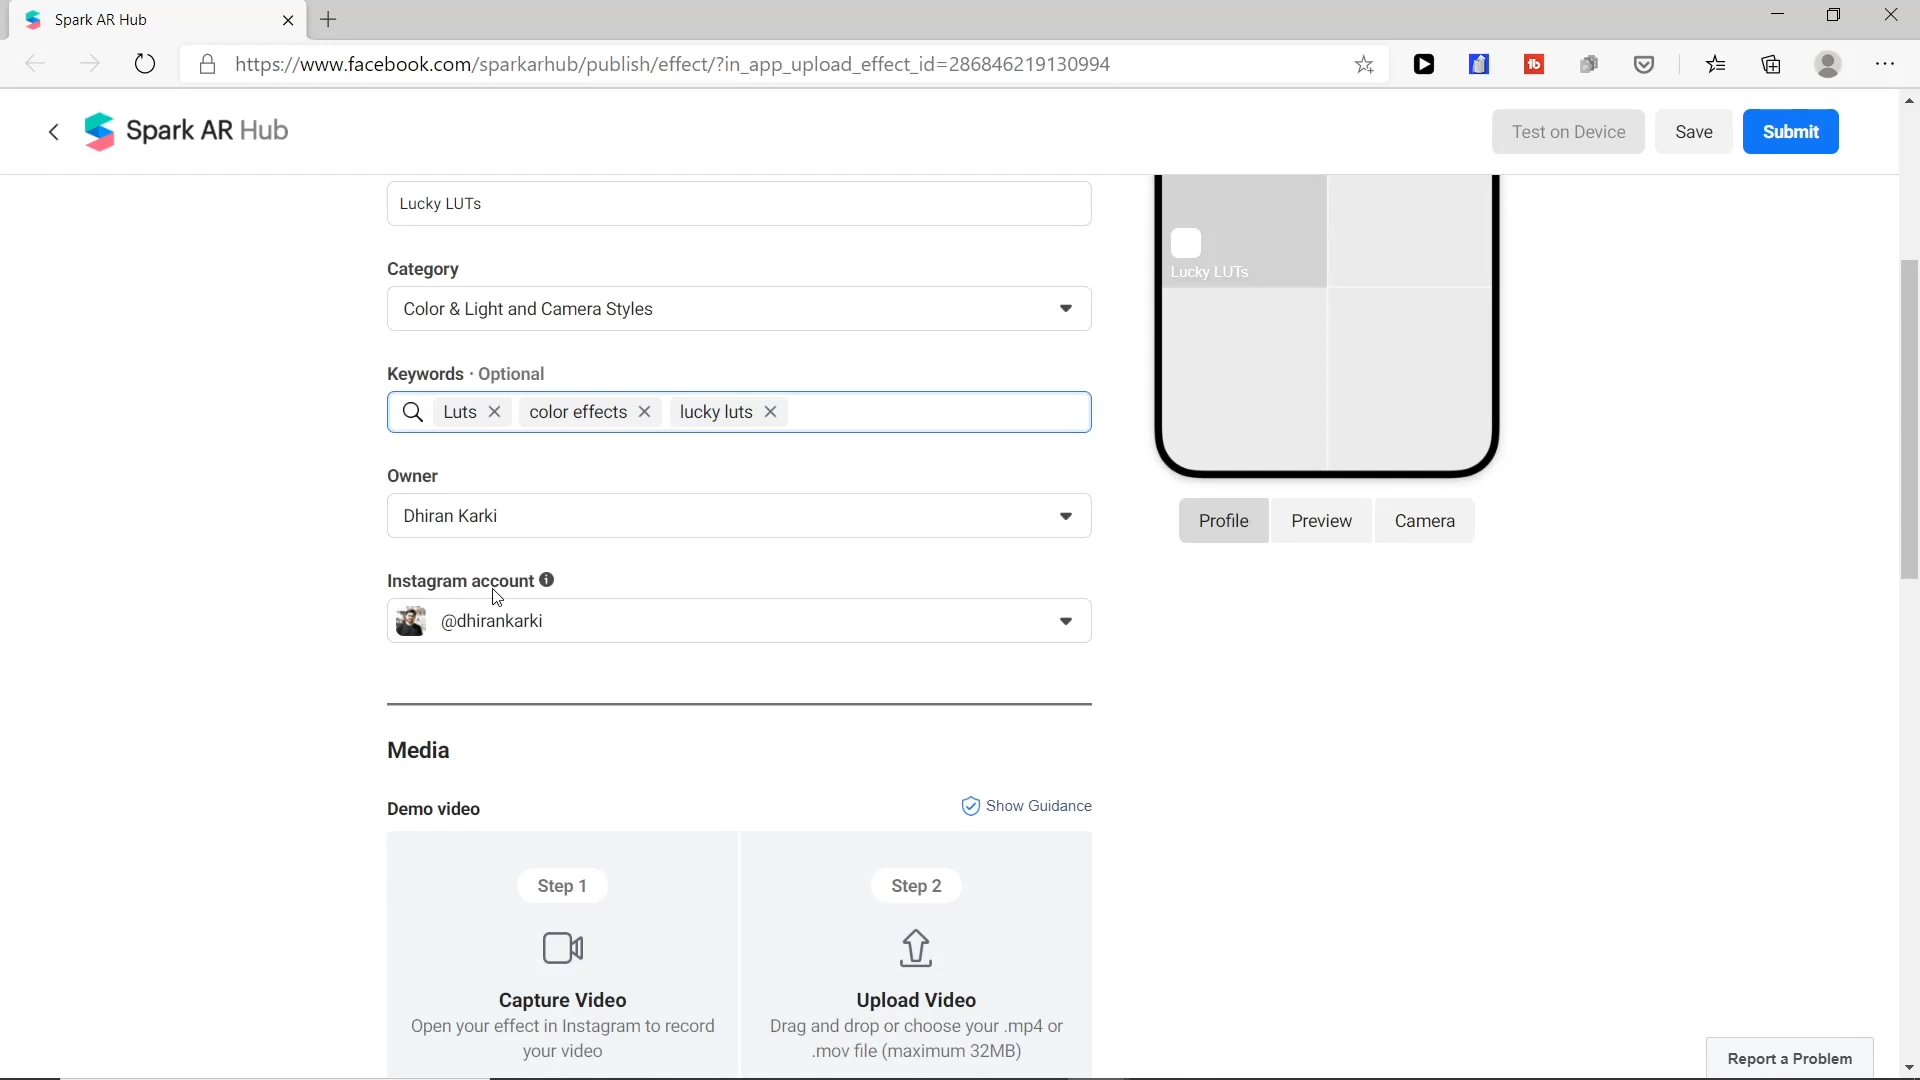 Spark AR Hub
https://www.facebook.com/sparkarhub/publish/effect/?in_app_upload_effect_id=286846219130994
tb
Spark AR Hub
Test on Device
Save
Submit
Lucky LUTs
Category
Color & Light and Camera Styles
Keywords · Optional
Luts
color effects
lucky luts
Owner
Dhiran Karki
Instagram account
@dhirankarki
Lucky LUTs
Profile
Preview
Camera
Media
Demo video
Show Guidance
Step 1
Capture Video
Open your effect in Instagram to record
your video
Step 2
Upload Video
Drag and drop or choose your .mp4 or
.mov file (maximum 32MB)
Report a Problem